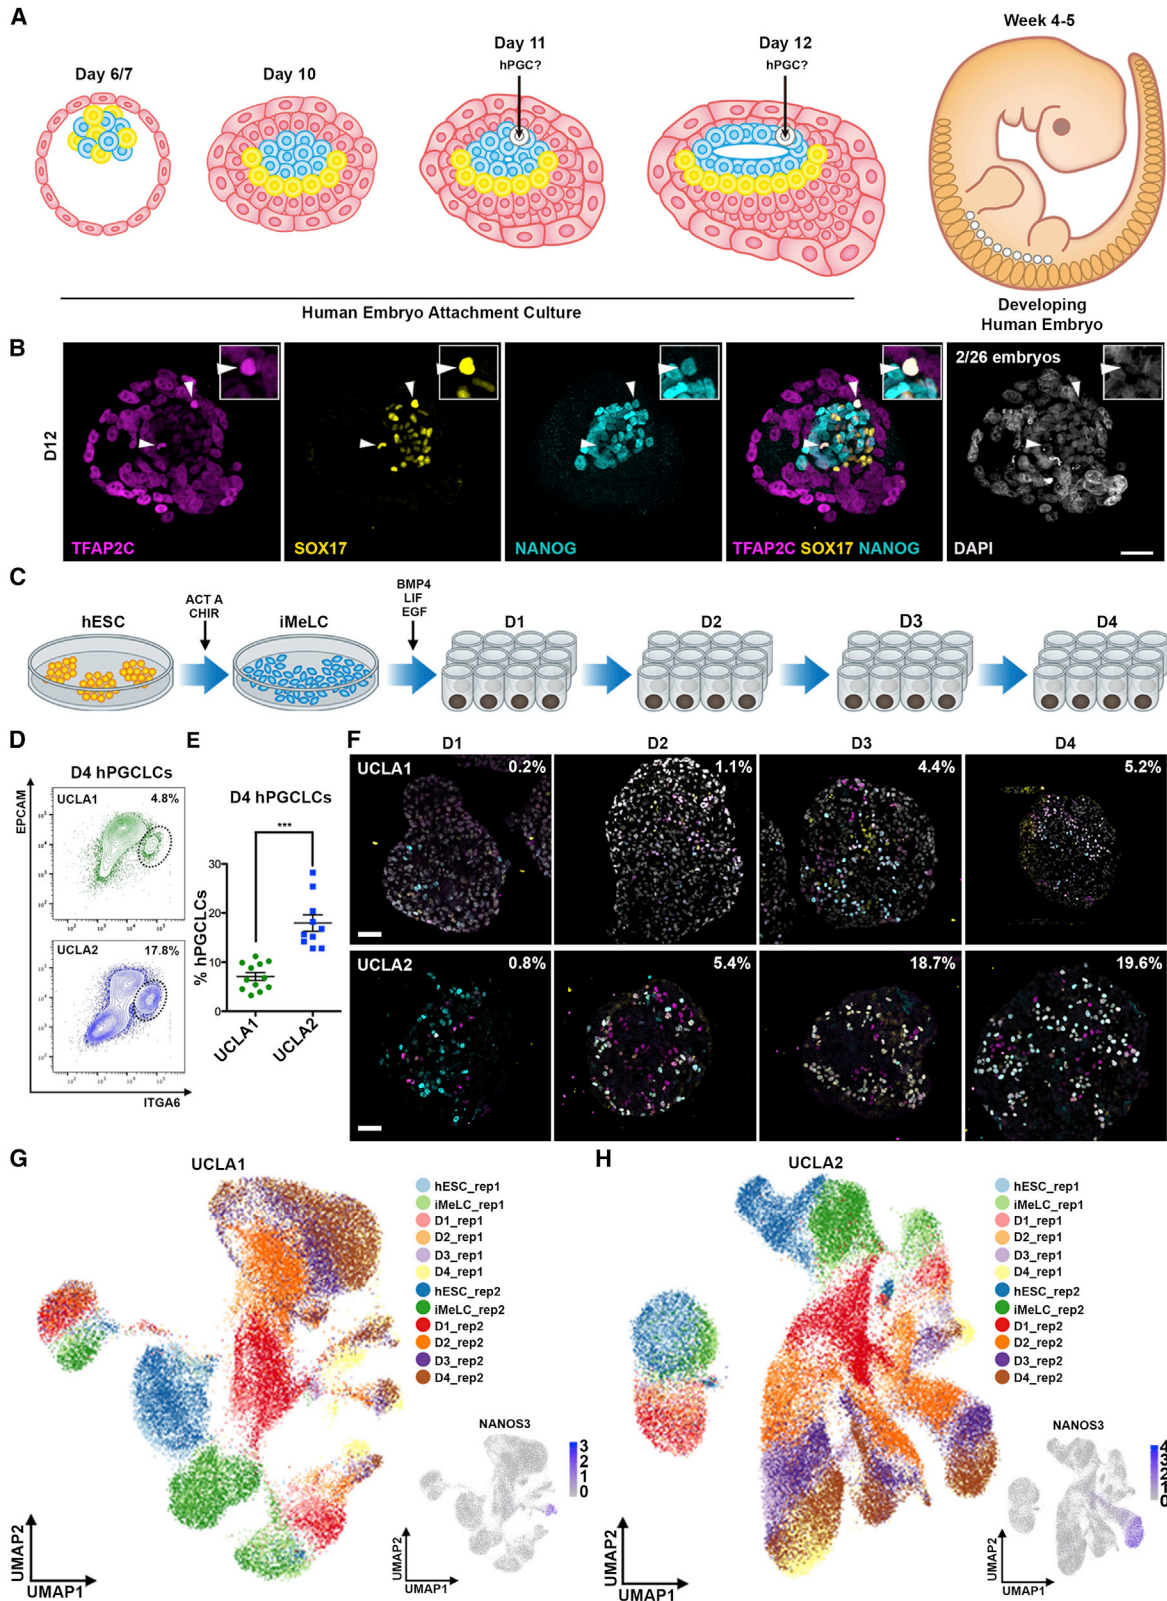 A
Day 6/7
Day 10
Day 11
hPGC?
Day 12
hPGC?
Week 4-5
Human Embryo Attachment Culture
Developing
Human Embryo
B
D12
TFAP2C
SOX17
NANOG
TFAP2C SOX17 NANOG
2/26 embryos
DAPI
C
hESC
ACT A
CHIR
iMeLC
BMP4
LIF
EGF
D1
D2
D3
D4
D
D4 hPGCLCs
EPCAM
UCLA1
4.8%
UCLA2
17.8%
ITGA6
E
D4 hPGCLCs
***
% hPGCLCs
30
20
10
0
UCLA1
UCLA2
F
D1
D2
D3
D4
UCLA1
0.2%
1.1%
4.4%
5.2%
UCLA2
0.8%
5.4%
18.7%
19.6%
G
UCLA1
hESC_rep1
iMeLC_rep1
D1_rep1
D2_rep1
D3_rep1
D4_rep1
hESC_rep2
iMeLC_rep2
D1_rep2
D2_rep2
D3_rep2
D4_rep2
NANOS3
3
2
1
0
UMAP2
UMAP1
UMAP2
UMAP1
H
UCLA2
hESC_rep1
iMeLC_rep1
D1_rep1
D2_rep1
D3_rep1
D4_rep1
hESC_rep2
iMeLC_rep2
D1_rep2
D2_rep2
D3_rep2
D4_rep2
NANOS3
4
3
2
1
0
UMAP2
UMAP1
UMAP2
UMAP1